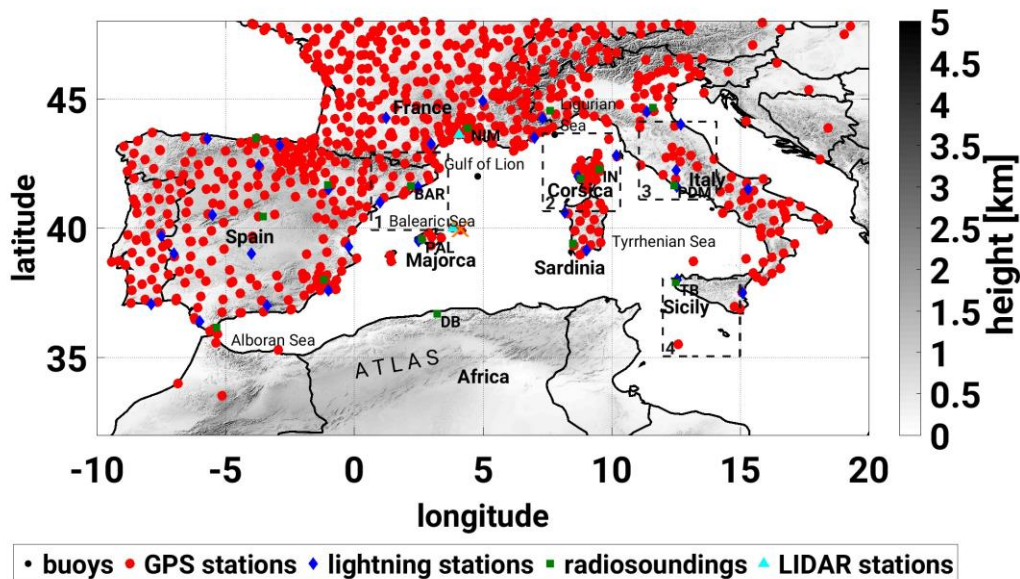 45
40
35
latitude
-10 -5 0 5 10 15 20
longitude
France
NIM
Ligurian
Sea
Gulf of Lion
BAR
1
Balearic Sea
Spain
PAL
Majorca
IN
Corsica
2
Italy
3
PDM
Tyrrhenian Sea
Sardinia
TB
Sicily
4
DB
Alboran Sea
ATLAS
Africa
5
4.5
4
3.5
3
2.5
2
1.5
1
0.5
0
height [km]
buoys GPS stations lightning stations radiosoundings LIDAR stations